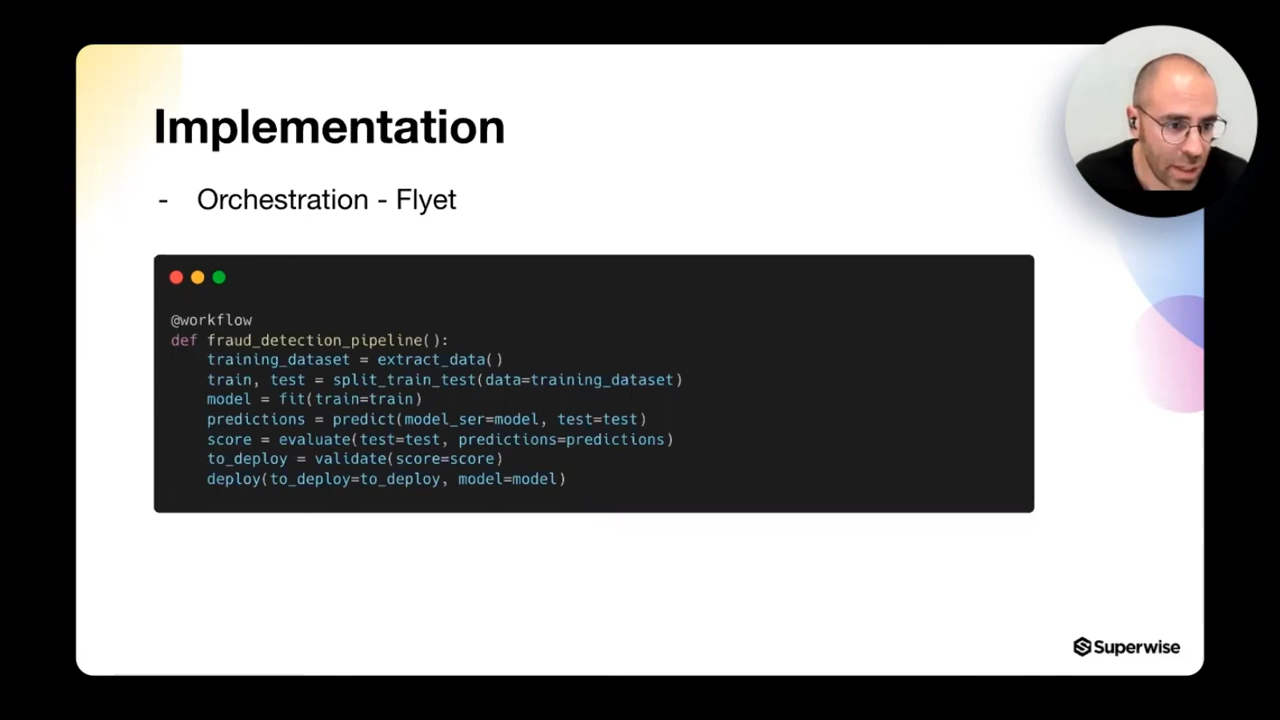 Implementation
- Orchestration - Flyet
@workflow
def fraud_detection_pipeline():
    training_dataset = extract_data()
    train, test = split_train_test(data=training_dataset)
    model = fit(train=train)
    predictions = predict(model_ser=model, test=test)
    score = evaluate(test=test, predictions=predictions)
    to_deploy = validate(score=score)
    deploy(to_deploy=to_deploy, model=model)
Superwise